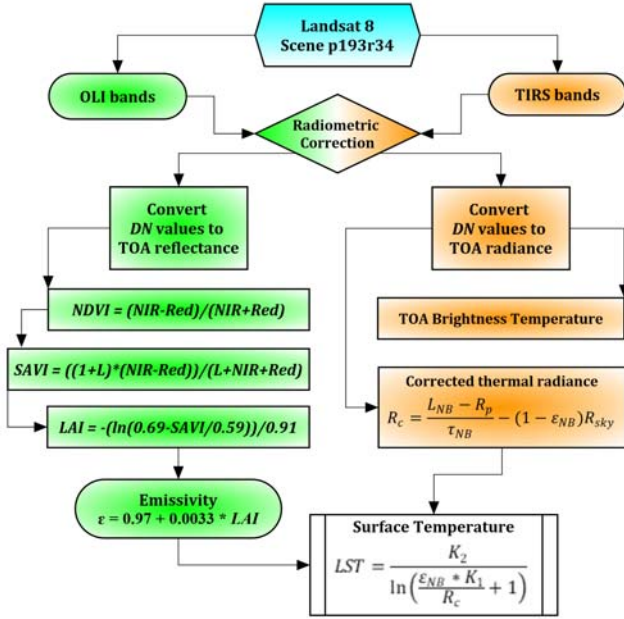 Landsat 8
Scene p193r34
OLI bands
TIRS bands
Radiometric
Correction
Convert
DN values to
TOA reflectance
Convert
DN values to
TOA radiance
NDVI = (NIR-Red)/(NIR+Red)
TOA Brightness Temperature
SAVI = ((1+L)*(NIR-Red))/(L+NIR+Red)
Corrected thermal radiance
R_c = (L_NB − R_p)/τ_NB − (1 − ε_NB)R_sky
LAI = -(ln(0.69-SAVI/0.59))/0.91
Emissivity
ε = 0.97 + 0.0033 * LAI
Surface Temperature
LST = K_2 / ln(ε_NB * K_1 / R_c + 1)